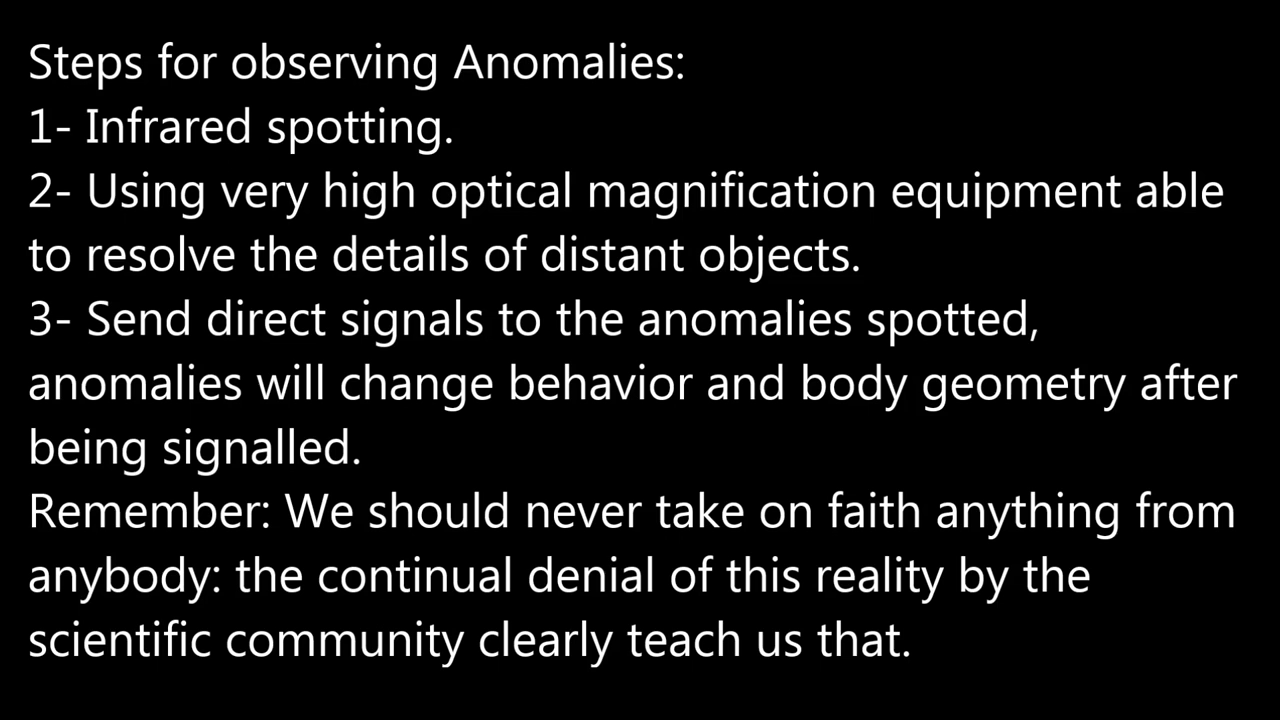 Steps for observing Anomalies:
1- Infrared spotting.
2- Using very high optical magnification equipment able
to resolve the details of distant objects.
3- Send direct signals to the anomalies spotted,
anomalies will change behavior and body geometry after
being signalled.
Remember: We should never take on faith anything from
anybody: the continual denial of this reality by the
scientific community clearly teach us that.